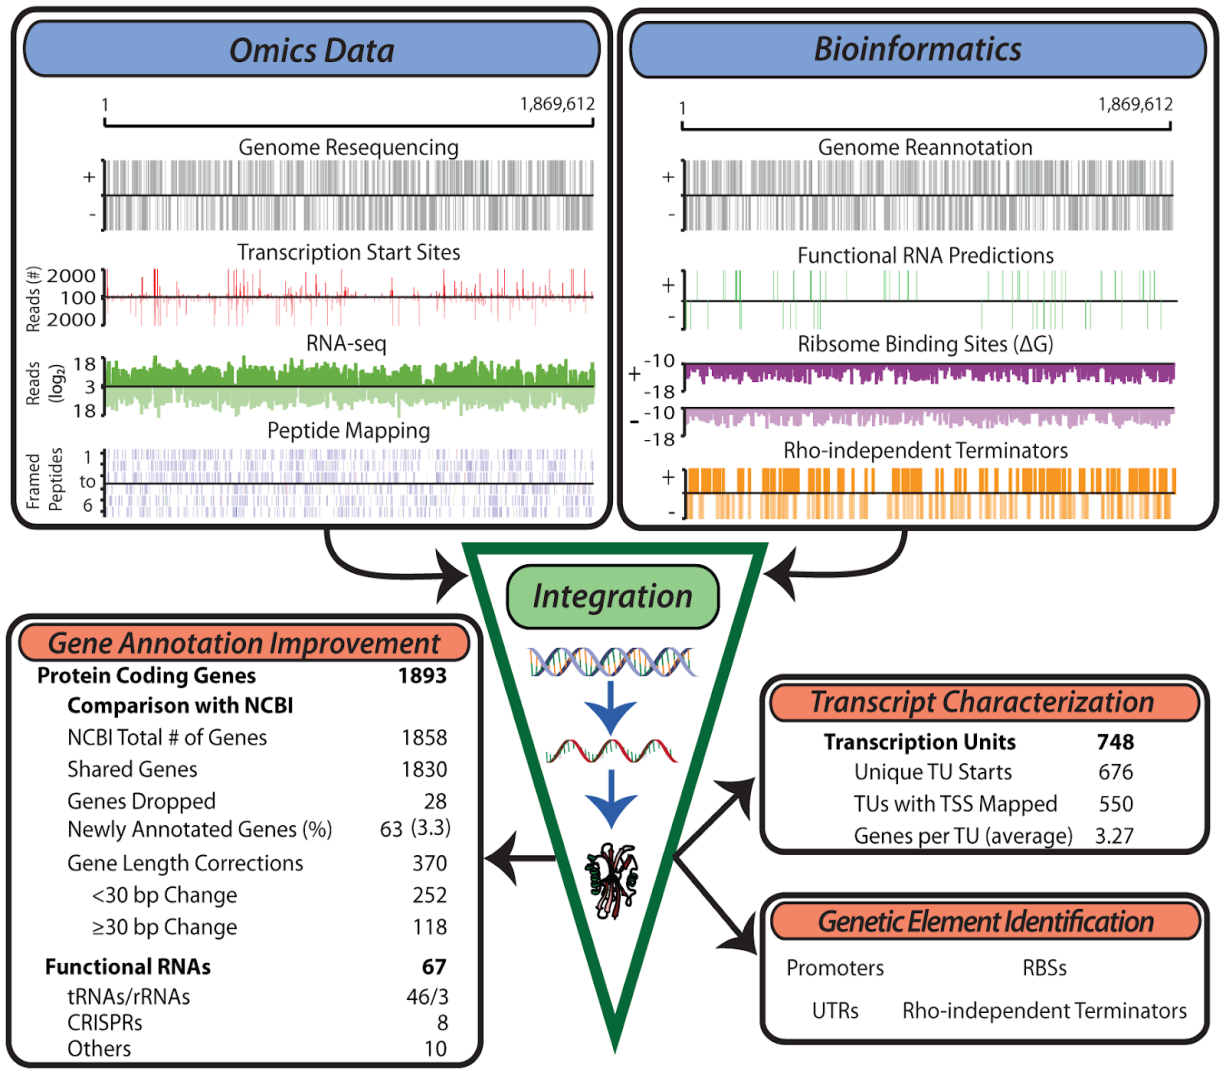 Omics Data
1 1,869,612
Genome Resequencing
+
-
Transcription Start Sites
Reads (#)
2000
100
2000
RNA-seq
Reads (log₂)
18
3
18
Peptide Mapping
Framed Peptides
1
to
6
Bioinformatics
1 1,869,612
Genome Reannotation
+
-
Functional RNA Predictions
+
-
Ribsome Binding Sites (ΔG)
+
-10
-18
-
-10
-18
Rho-independent Terminators
+
-
Integration
Gene Annotation Improvement
Protein Coding Genes 1893
Comparison with NCBI
NCBI Total # of Genes 1858
Shared Genes 1830
Genes Dropped 28
Newly Annotated Genes (%) 63 (3.3)
Gene Length Corrections 370
<30 bp Change 252
≥30 bp Change 118
Functional RNAs 67
tRNAs/rRNAs 46/3
CRISPRs 8
Others 10
Transcript Characterization
Transcription Units 748
Unique TU Starts 676
TUs with TSS Mapped 550
Genes per TU (average) 3.27
Genetic Element Identification
Promoters RBSs
UTRs Rho-independent Terminators